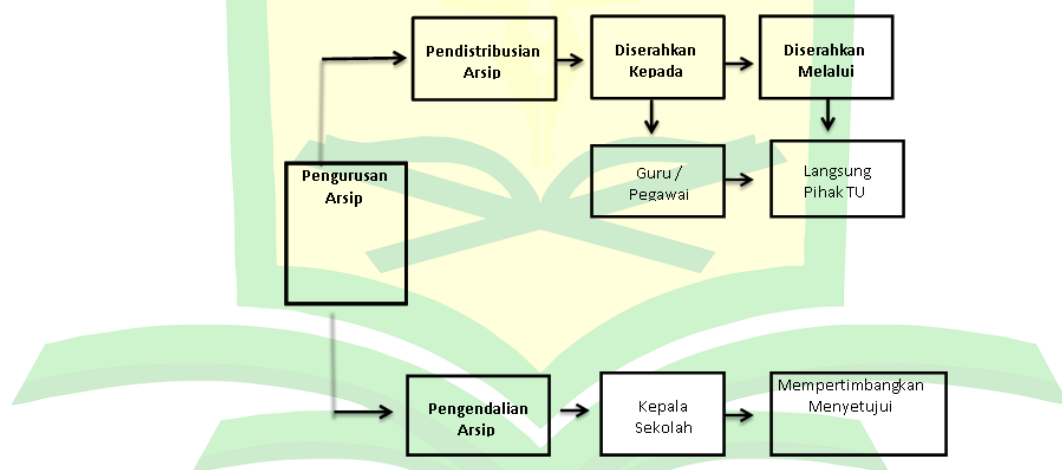 Pendistribusian
Arsip
Diserahkan
Kepada
Diserahkan
Melalui
Guru /
Pegawai
Langsung
Pihak TU
Pengurusan
Arsip
Pengendalian
Arsip
Kepala
Sekolah
Mempertimbangkan
Menyetujui